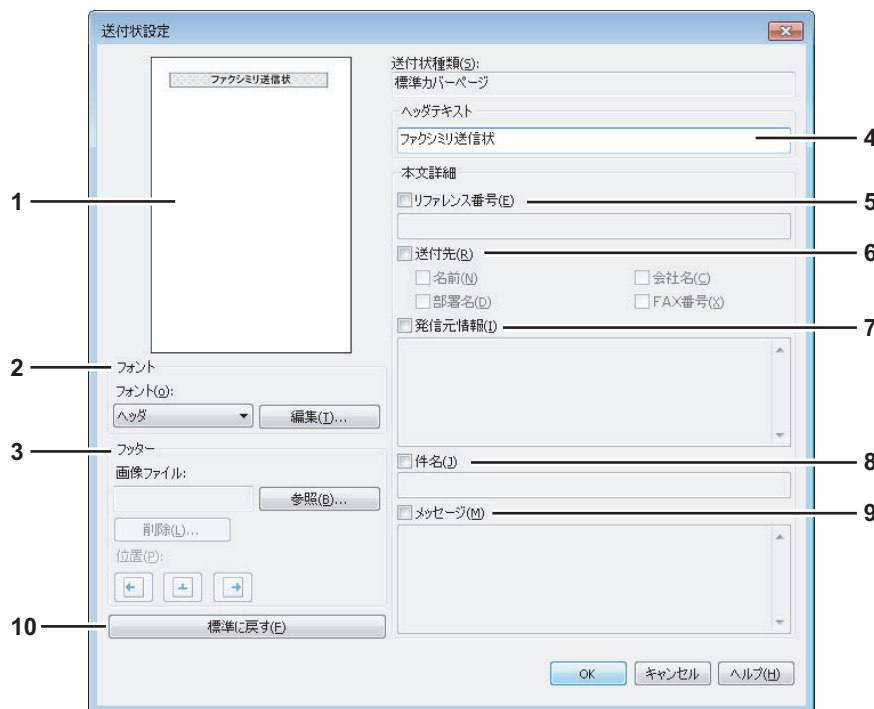 送付状設定
ファクシミリ送信状
送付状種類(S):
標準カバーページ
ヘッダテキスト
ファクシミリ送信状
4
本文詳細
1
リファレンス番号(E)
5
送付先(R)
6
名前(N)
会社名(C)
部署名(D)
FAX番号(X)
発信元情報(I)
7
2
フォント
フォント(O):
ヘッダ
編集(T)...
3
フッター
画像ファイル:
参照(B)...
削除(L)...
位置(P):
件名(J)
8
メッセージ(M)
9
10
標準に戻す(F)
OK
キャンセル
ヘルプ(H)